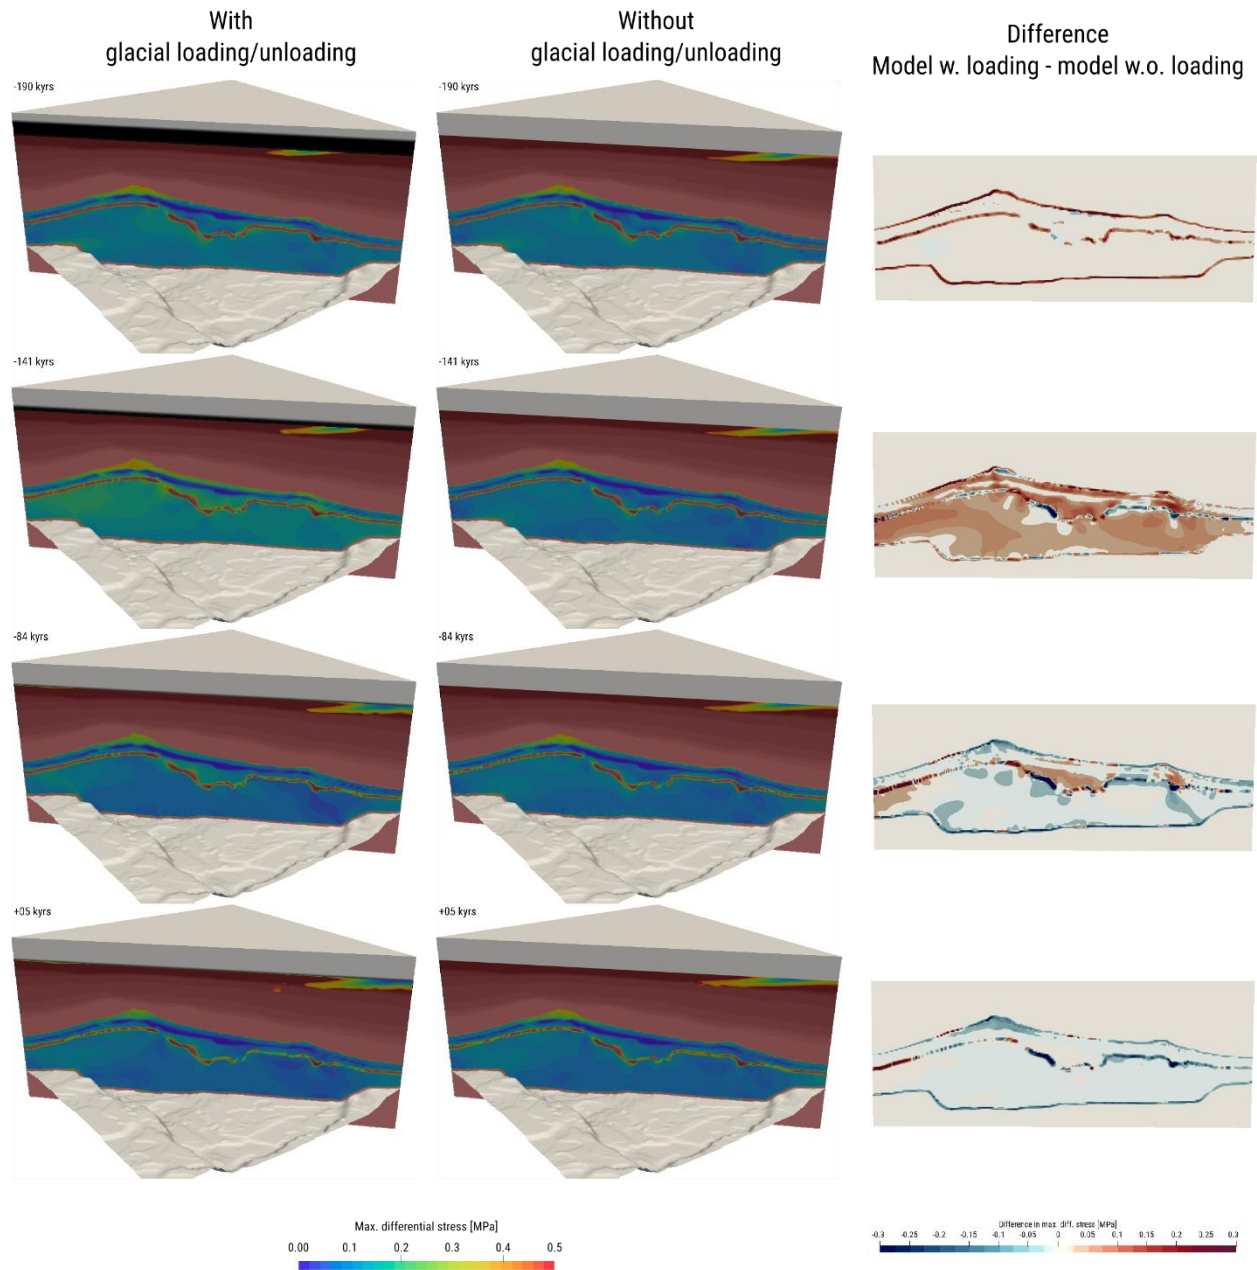 With
glacial loading/unloading
Without
glacial loading/unloading
Difference
Model w. loading - model w.o. loading
-190 kyrs
-190 kyrs
-141 kyrs
-141 kyrs
-84 kyrs
-84 kyrs
+05 kyrs
+05 kyrs
Max. differential stress [MPa]
0.00 0.1 0.2 0.3 0.4 0.5
Difference in max. diff. stress [MPa]
-0.3 -0.25 -0.2 -0.15 -0.1 -0.05 0 0.05 0.1 0.15 0.2 0.25 0.3